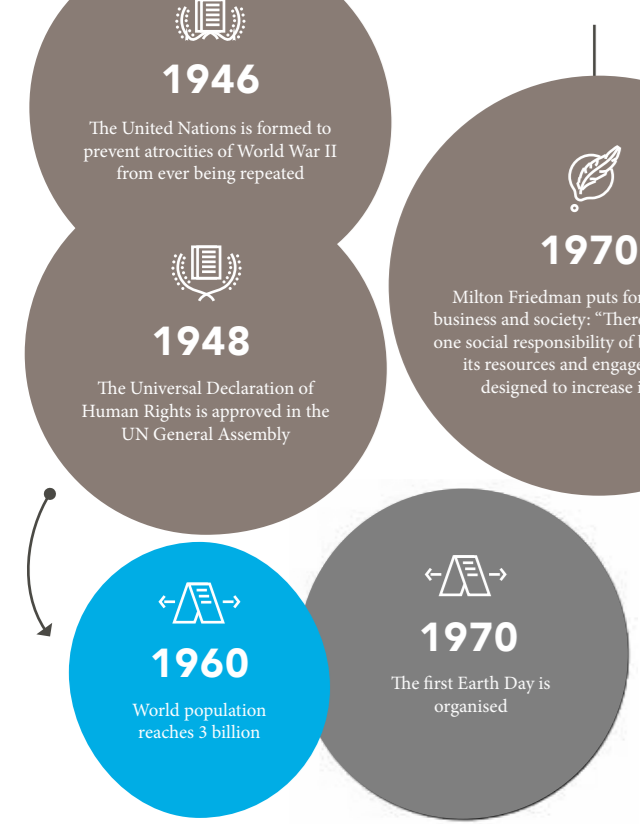 1946
The United Nations is formed to
prevent atrocities of World War II
from ever being repeated
1948
The Universal Declaration of
Human Rights is approved in the
UN General Assembly
1970
Milton Friedman puts
business and society:
one social responsibility of
its resources and
designed to increase
1960
World population
reaches 3 billion
1970
The first Earth Day is
organised